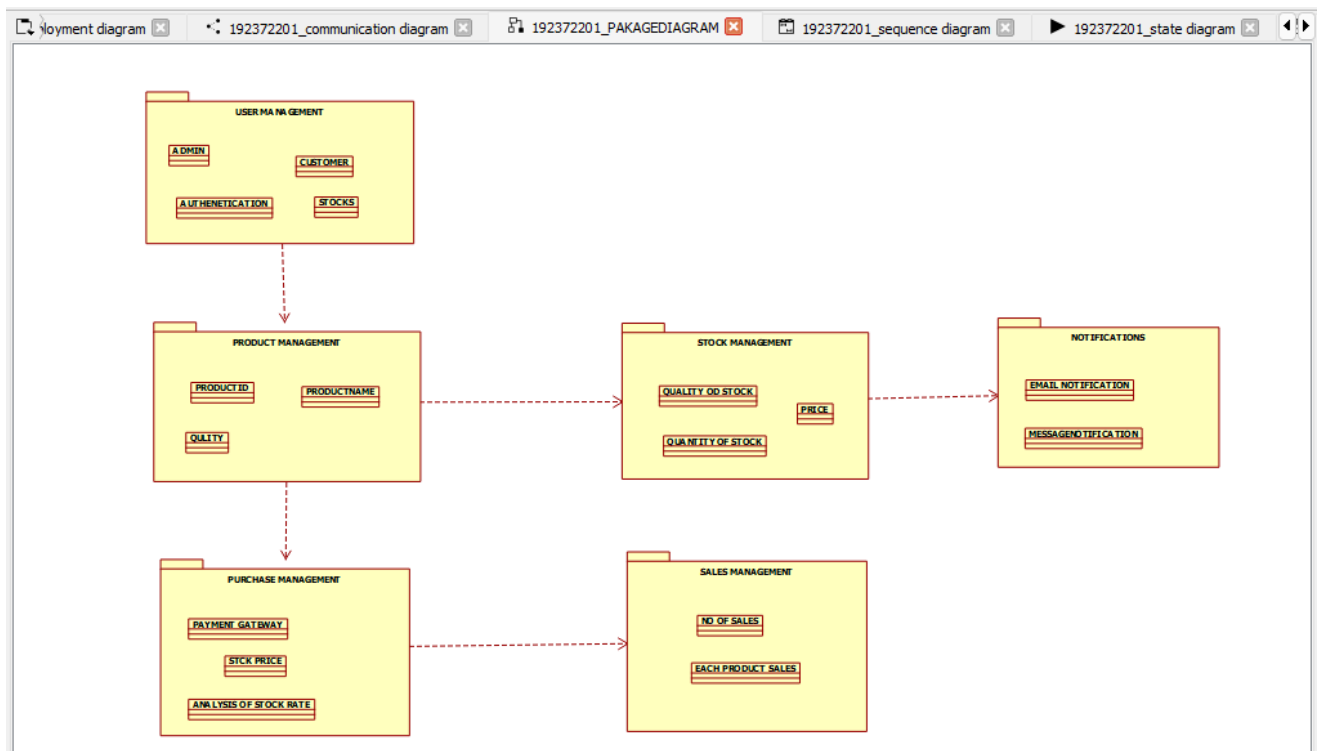 loyment diagram
192372201_communication diagram
192372201_PAKAGEDIAGRAM
192372201_sequence diagram
192372201_state diagram
USER MANAGEMENT
ADMIN
CUSTOMER
AUTHENETICATION
STOCKS
PRODUCT MANAGEMENT
PRODUCTID
PRODUCTNAME
QULITY
STOCK MANAGEMENT
QUALITY OD STOCK
PRICE
QUANTITY OF STOCK
NOTIFICATIONS
EMAIL NOTIFICATION
MESSAGENOTIFICATION
PURCHASE MANAGEMENT
PAYMENT GATEWAY
STCK PRICE
ANALYSIS OF STOCK RATE
SALES MANAGEMENT
NO OF SALES
EACH PRODUCT SALES